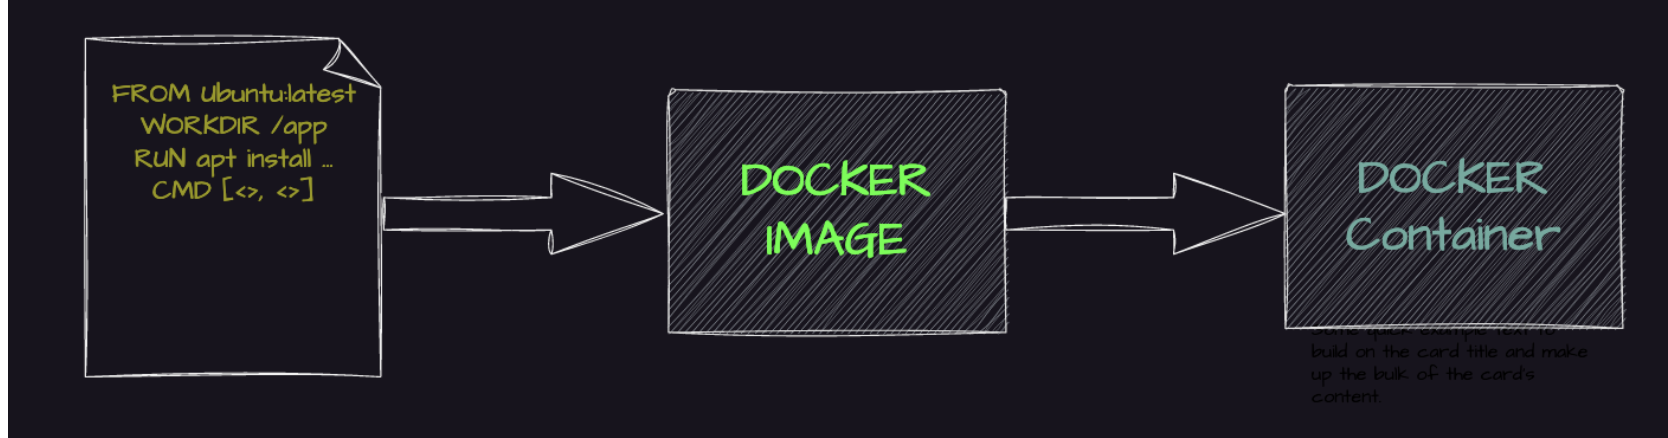 FROM Ubuntu:latest
WORKDIR /app
RUN apt install ...
CMD [<>, <>]
DOCKER
IMAGE
DOCKER
Container
build on the card title and make
up the bulk of the card's
content.